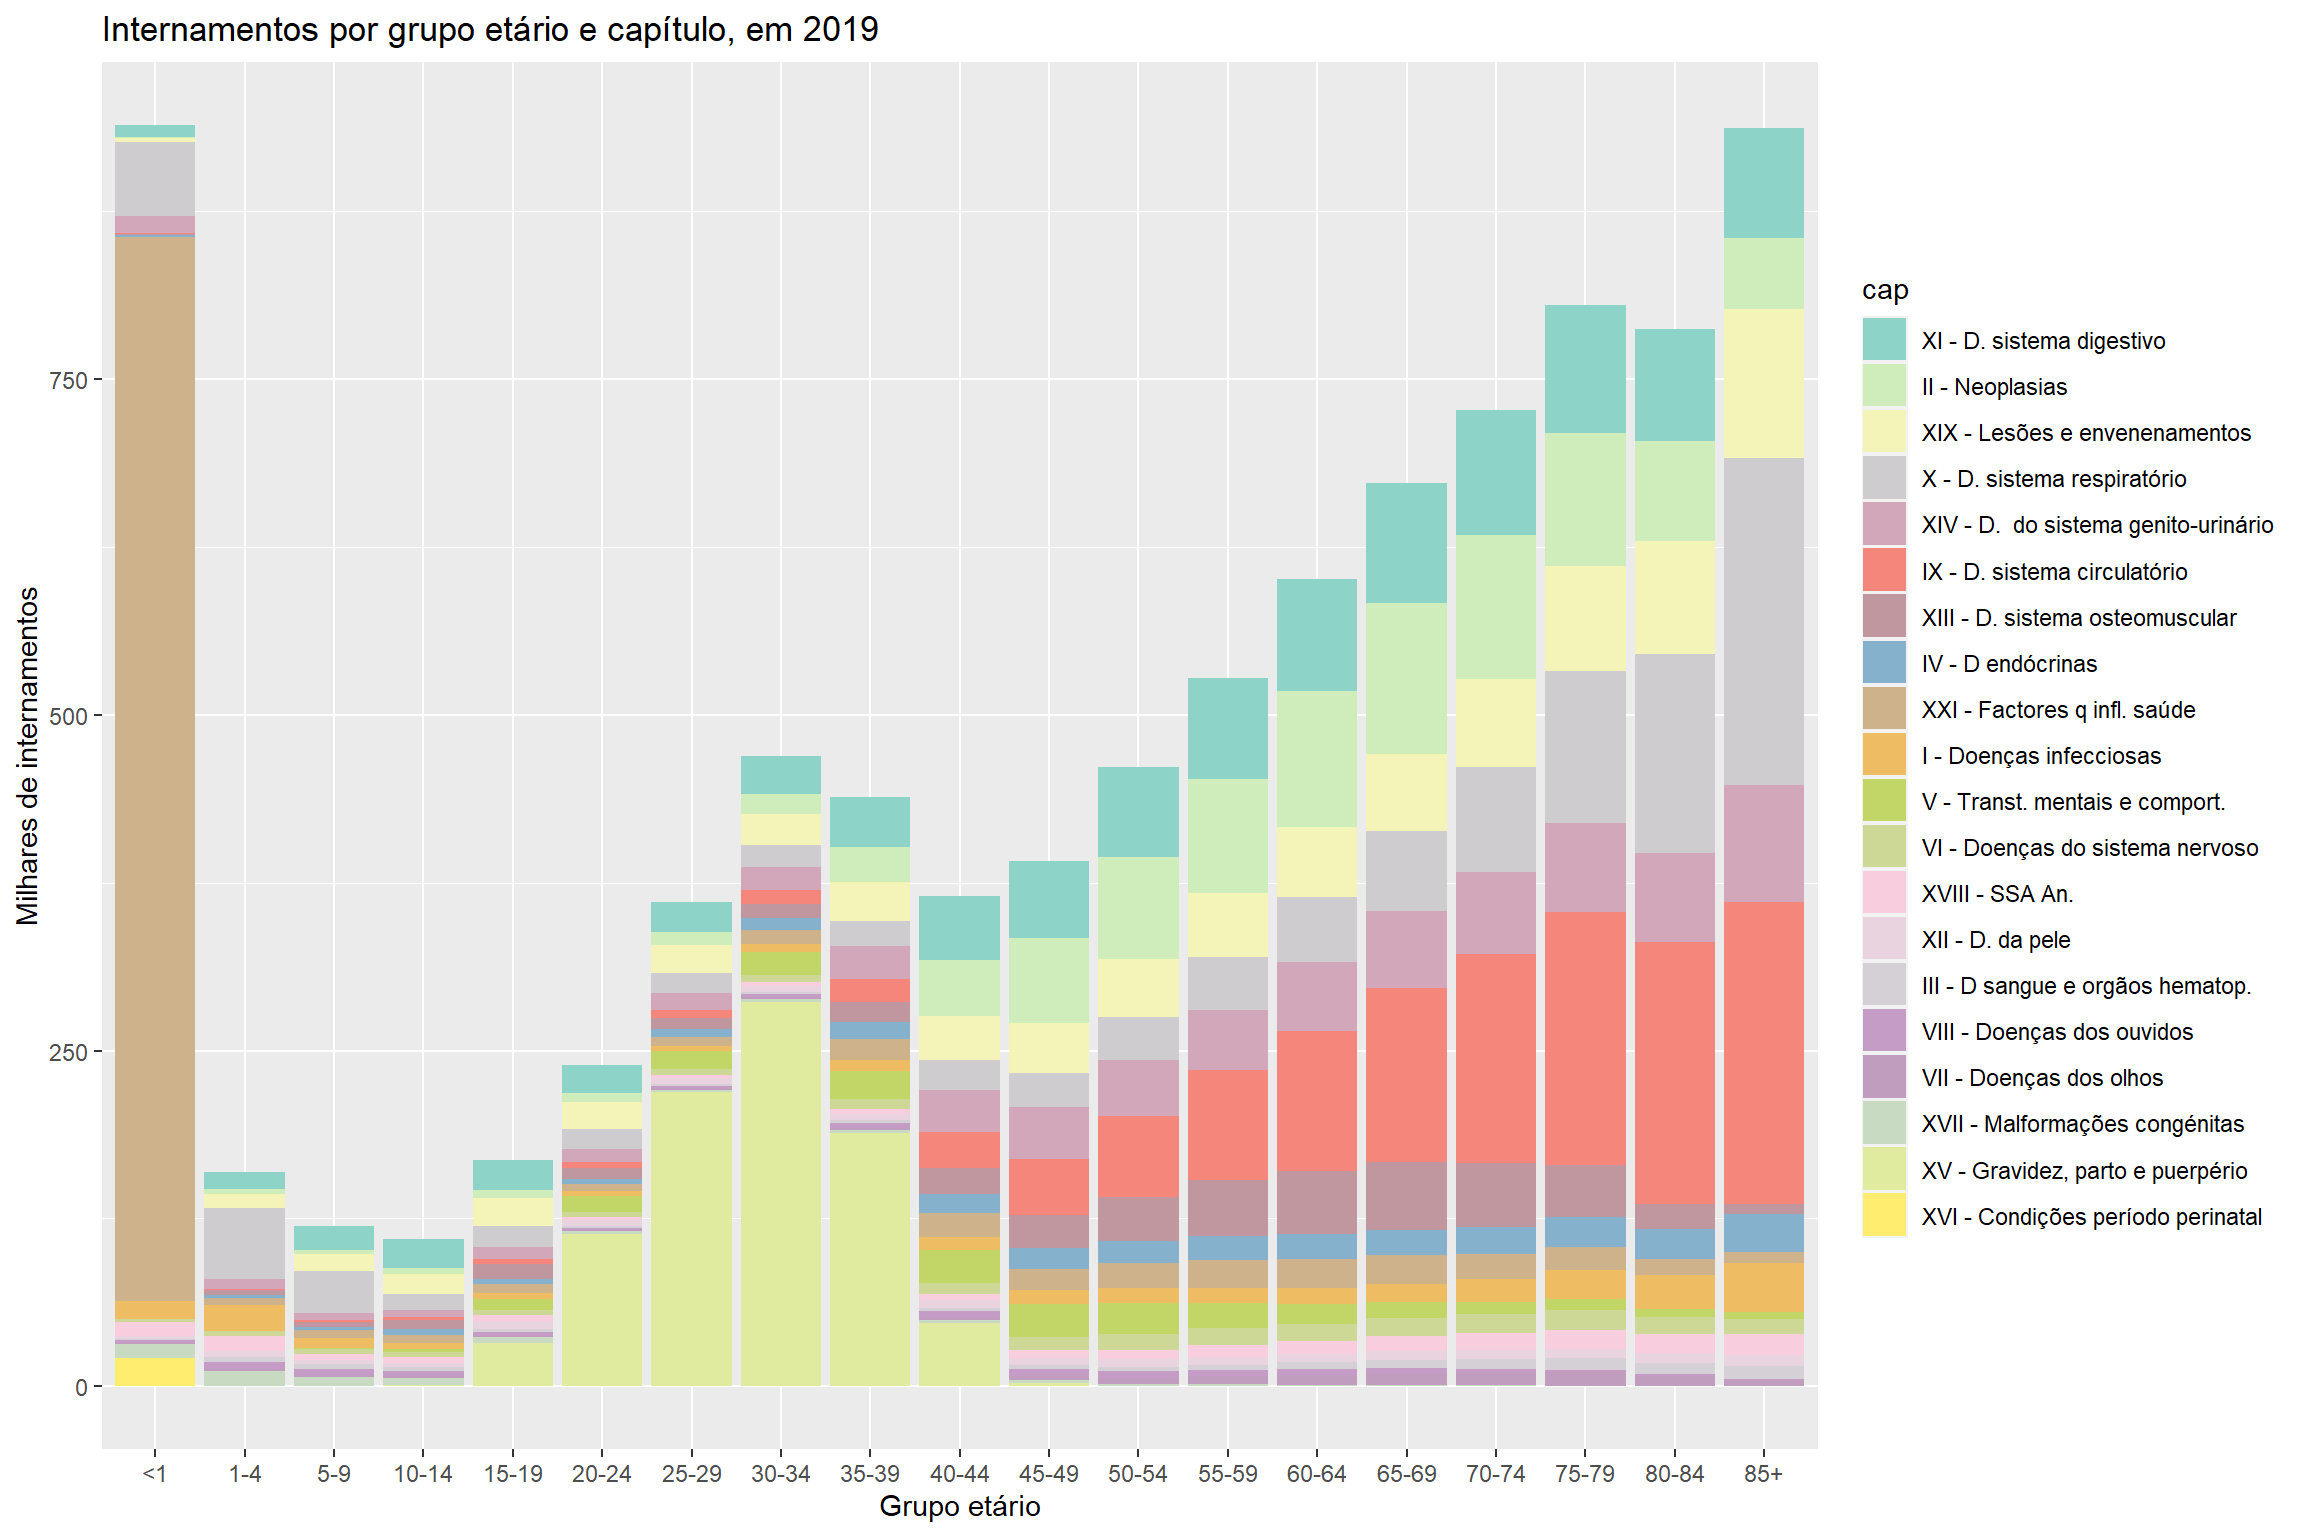 Internamentos por grupo etário e capítulo, em 2019
Milhares de internamentos
750
500
250
0
<1 1-4 5-9 10-14 15-19 20-24 25-29 30-34 35-39 40-44 45-49 50-54 55-59 60-64 65-69 70-74 75-79 80-84 85+
Grupo etário
cap
XI - D. sistema digestivo
II - Neoplasias
XIX - Lesões e envenenamentos
X - D. sistema respiratório
XIV - D.  do sistema genito-urinário
IX - D. sistema circulatório
XIII - D. sistema osteomuscular
IV - D endócrinas
XXI - Factores q infl. saúde
I - Doenças infecciosas
V - Transt. mentais e comport.
VI - Doenças do sistema nervoso
XVIII - SSA An.
XII - D. da pele
III - D sangue e orgãos hematop.
VIII - Doenças dos ouvidos
VII - Doenças dos olhos
XVII - Malformações congénitas
XV - Gravidez, parto e puerpério
XVI - Condições período perinatal